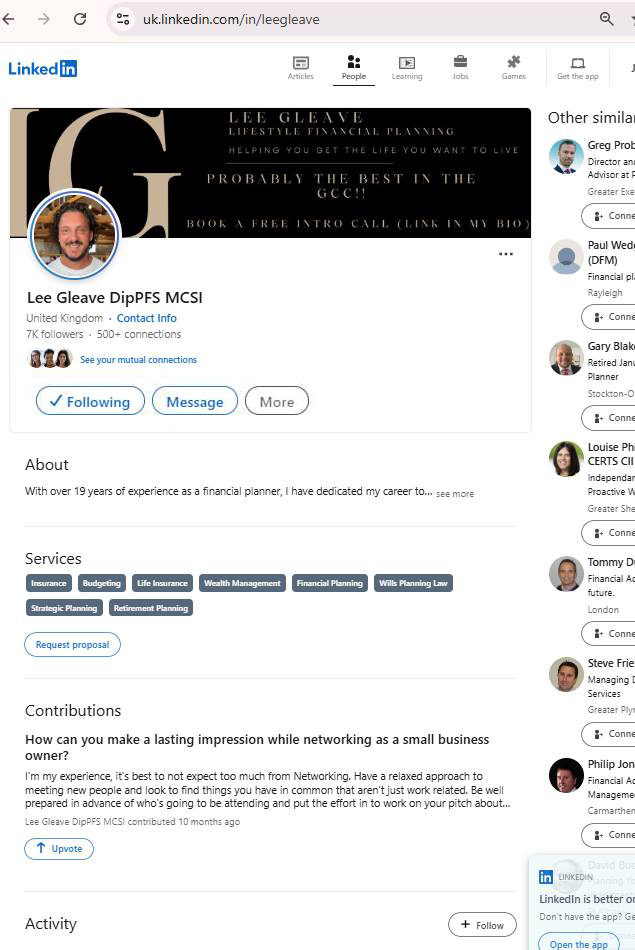 uk.linkedin.com/in/leegleave
Linked in
Articles
People
Learning
Jobs
Games
Get the app
LG
LEE GLEAVE
LIFESTYLE FINANCIAL PLANNING
HELPING YOU GET THE LIFE YOU WANT TO LIVE
PROBABLY THE BEST IN THE
GCC!!
BOOK A FREE INTRO CALL (LINK IN MY BIO)
Lee Gleave DipPFS MCSI
United Kingdom · Contact Info
7K followers · 500+ connections
See your mutual connections
Following
Message
More
About
With over 19 years of experience as a financial planner, I have dedicated my career to... see more
Services
Insurance
Budgeting
Life Insurance
Wealth Management
Financial Planning
Wills Planning Law
Strategic Planning
Retirement Planning
Request proposal
Contributions
How can you make a lasting impression while networking as a small business
owner?
I'm my experience, it's best to not expect too much from Networking. Have a relaxed approach to
meeting new people and look to find things you have in common that aren't just work related. Be well
prepared in advance of who's going to be attending and put the effort in to work on your pitch about...
Lee Gleave DipPFS MCSI contributed 10 months ago
Upvote
Activity
+ Follow
Other similar
Greg Prob
Director and
Advisor at P
Greater Exe
Conne
Paul Wedg
(DFM)
Financial pla
Rayleigh
Conne
Gary Blake
Retired Janu
Planner
Stockton-O
Conne
Louise Phi
CERTS CII
Independan
Proactive W
Greater She
Conne
Tommy Du
Financial Ad
future.
London
Conne
Steve Frie
Managing D
Services
Greater Plyr
Conne
Philip Jon
Financial Ad
Manageme
Carmarthen
Conne
David Bud
Planning Yo
in LINKEDIN
LinkedIn is better on
Don't have the app? Ge
Open the app